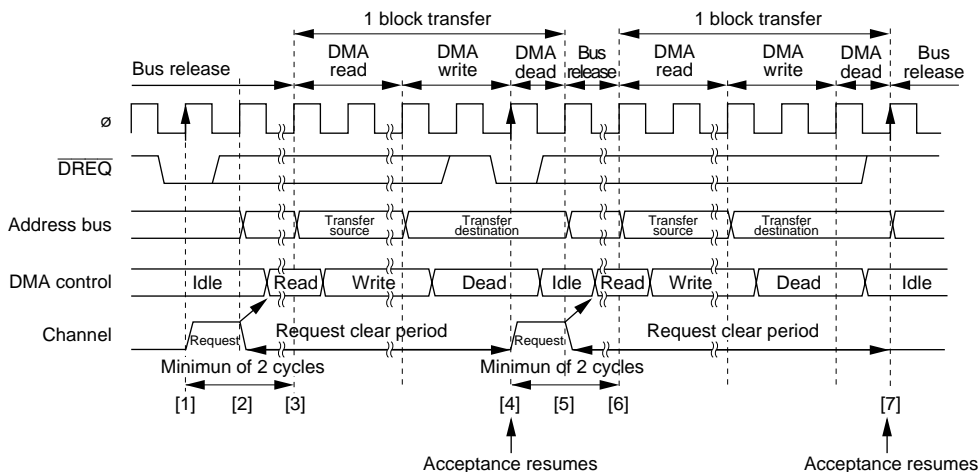 1 block transfer 1 block transfer
Bus release DMA read DMA write DMA dead Bus release DMA read DMA write DMA dead Bus release
ø
DREQ
Address bus Transfer source Transfer destination Transfer source Transfer destination
DMA control Idle Read Write Dead Idle Read Write Dead Idle
Channel Request Request clear period Request Request clear period
Minimun of 2 cycles Minimun of 2 cycles
[1] [2] [3] [4] [5] [6] [7]
Acceptance resumes Acceptance resumes